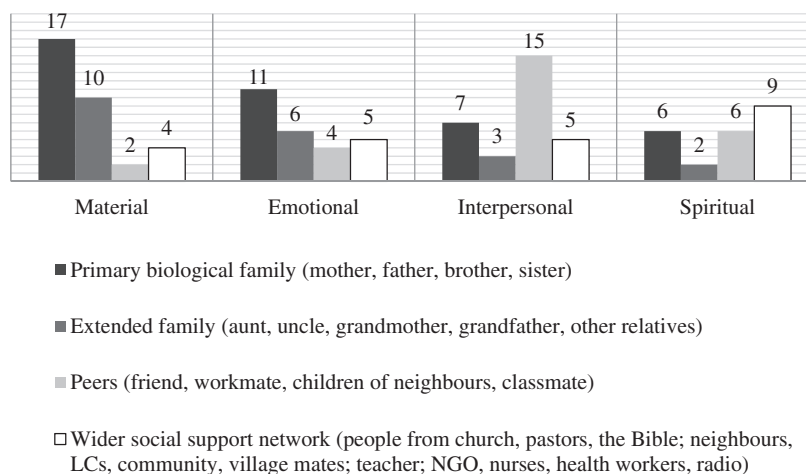 17
10
2
4
11
6
4
5
7
3
15
5
6
2
6
9
Material
Emotional
Interpersonal
Spiritual
Primary biological family (mother, father, brother, sister)
Extended family (aunt, uncle, grandmother, grandfather, other relatives)
Peers (friend, workmate, children of neighbours, classmate)
Wider social support network (people from church, pastors, the Bible; neighbours,
LCs, community, village mates; teacher; NGO, nurses, health workers, radio)